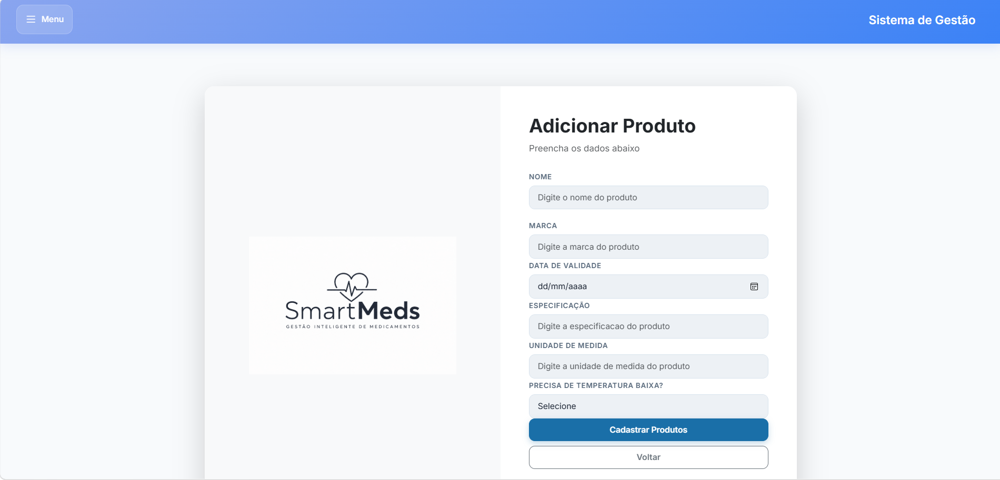 Menu
Sistema de Gestão
SmartMeds
GESTÃO INTELIGENTE DE MEDICAMENTOS
Adicionar Produto
Preencha os dados abaixo
NOME
Digite o nome do produto
MARCA
Digite a marca do produto
DATA DE VALIDADE
dd/mm/aaaa
ESPECIFICAÇÃO
Digite a especificacao do produto
UNIDADE DE MEDIDA
Digite a unidade de medida do produto
PRECISA DE TEMPERATURA BAIXA?
Selecione
Cadastrar Produtos
Voltar